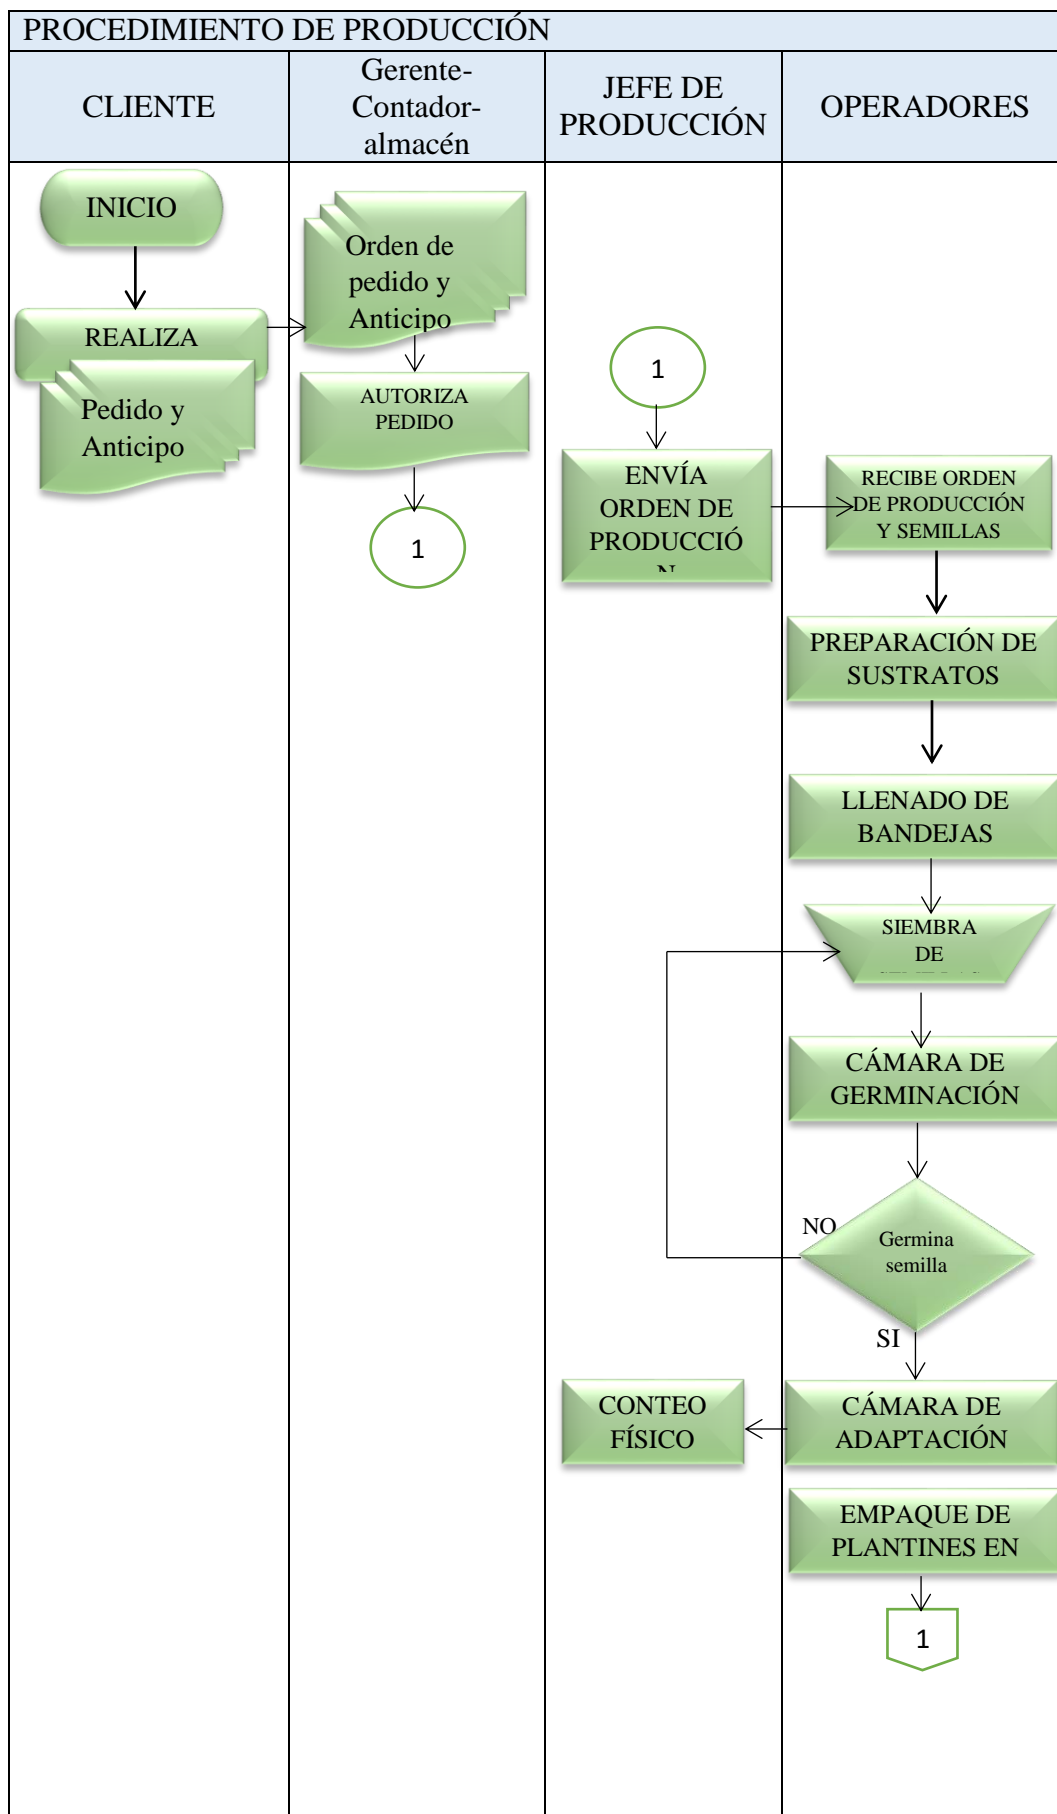 PROCEDIMIENTO DE PRODUCCIÓN
CLIENTE
Gerente-
Contador-
almacén
JEFE DE
PRODUCCIÓN
OPERADORES
INICIO
REALIZA
Pedido y
Anticipo
Orden de
pedido y
Anticipo
AUTORIZA
PEDIDO
1
1
ENVÍA
ORDEN DE
PRODUCCIÓ
N
RECIBE ORDEN
DE PRODUCCIÓN
Y SEMILLAS
PREPARACIÓN DE
SUSTRATOS
LLENADO DE
BANDEJAS
SIEMBRA
DE
CÁMARA DE
GERMINACIÓN
NO
Germina
semilla
SI
CONTEO
FÍSICO
CÁMARA DE
ADAPTACIÓN
EMPAQUE DE
PLANTINES EN
1